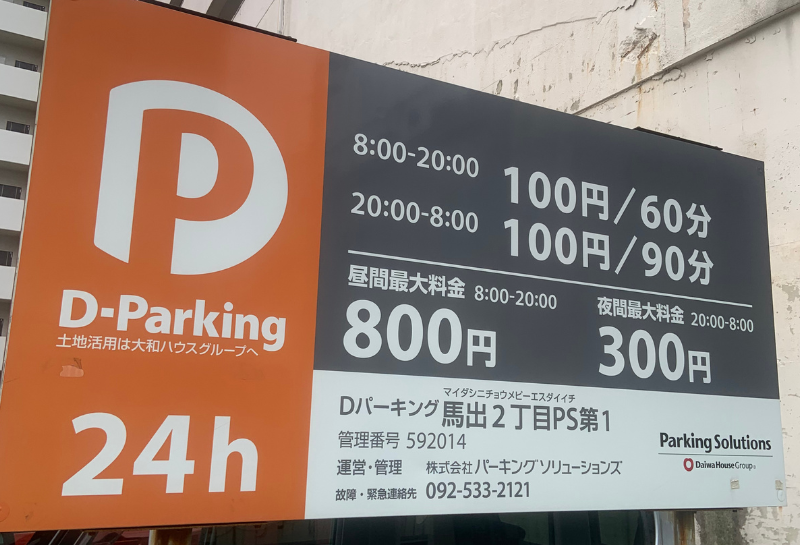 P
D-Parking
土地活用は大和ハウスグループへ
24h
8:00-20:00 100円/60分
20:00-8:00 100円/90分
昼間最大料金 8:00-20:00
800円
夜間最大料金 20:00-8:00
300円
マイダシニチョウメピーエスダイイチ
Dパーキング 馬出2丁目PS第1
管理番号 592014
運営・管理 株式会社パーキングソリューションズ
故障・緊急連絡先 092-533-2121
Parking Solutions
Daiwa House Group®